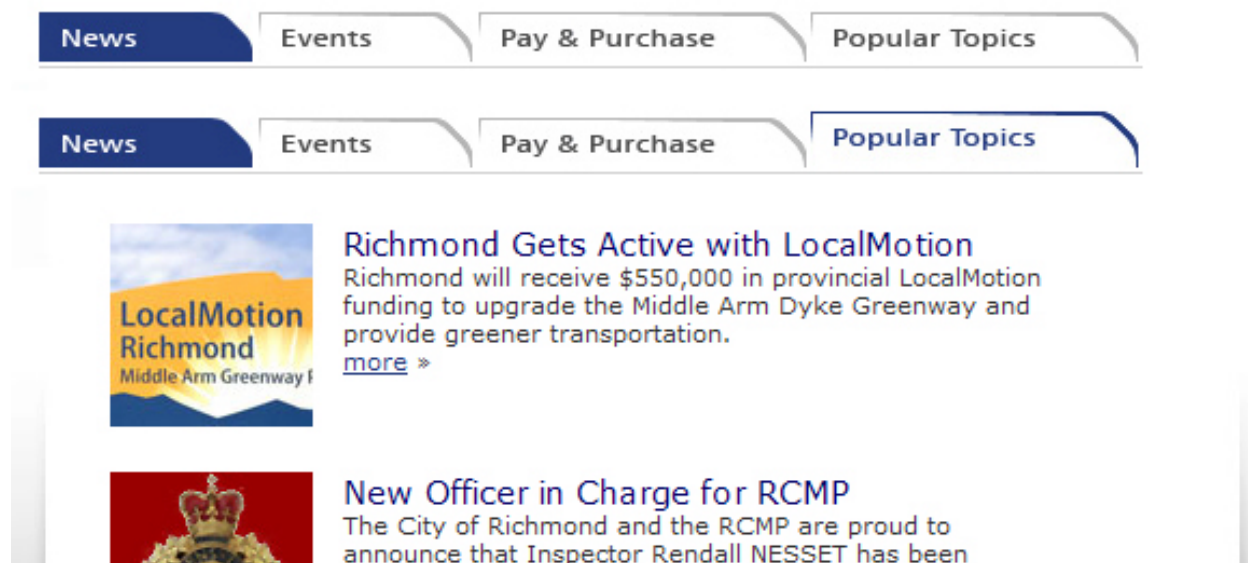 News Events Pay & Purchase Popular Topics
News Events Pay & Purchase Popular Topics
LocalMotion
Richmond
Middle Arm Greenway
Richmond Gets Active with LocalMotion
Richmond will receive $550,000 in provincial LocalMotion
funding to upgrade the Middle Arm Dyke Greenway and
provide greener transportation.
more »
New Officer in Charge for RCMP
The City of Richmond and the RCMP are proud to
announce that Inspector Rendall NESSET has been